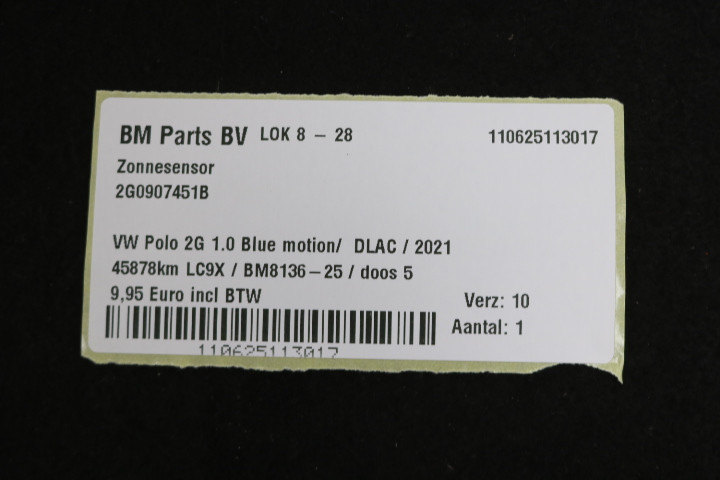 BM Parts BV LOK 8 - 28 110625113017
Zonnesensor
2G0907451B
VW Polo 2G 1.0 Blue motion/ DLAC / 2021
45878km LC9X / BM8136-25 / doos 5
9,95 Euro incl BTW Verz: 10
Aantal: 1
110625113017